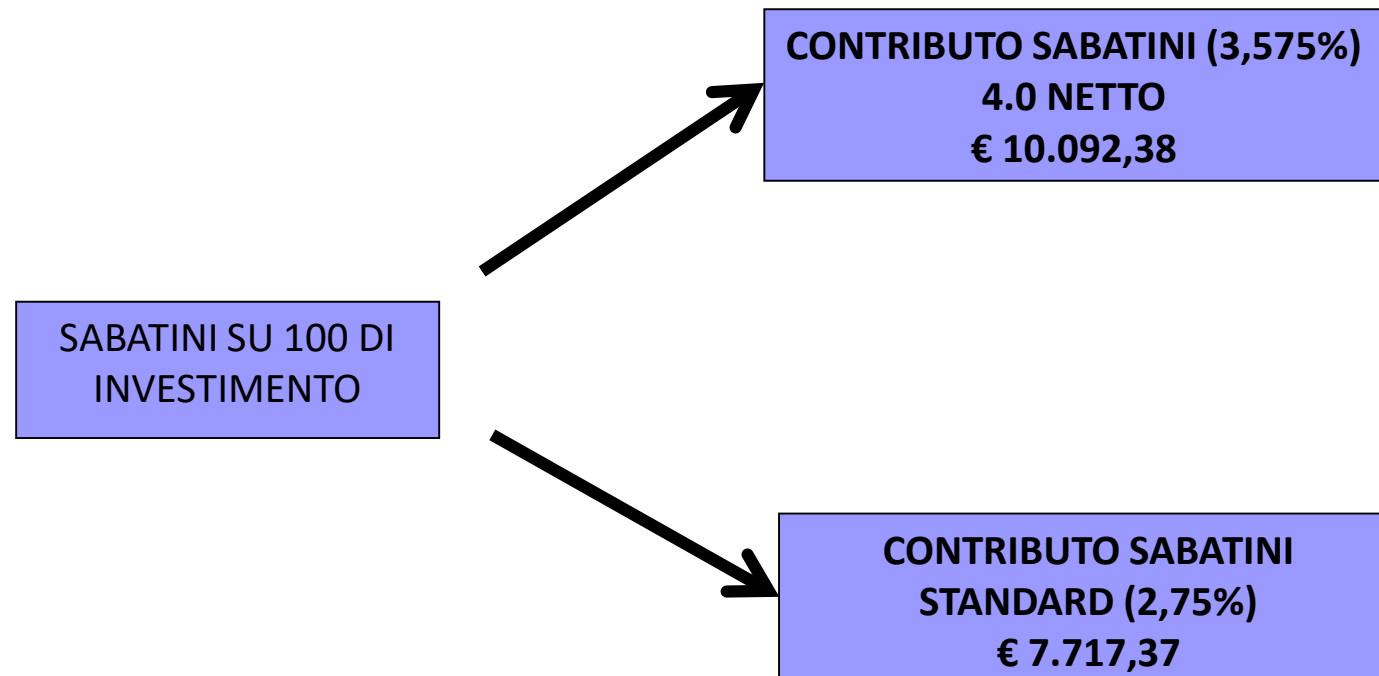 CONTRIBUTO SABATINI (3,575%)
4.0 NETTO
€ 10.092,38
SABATINI SU 100 DI
INVESTIMENTO
CONTRIBUTO SABATINI
STANDARD (2,75%)
€ 7.717,37